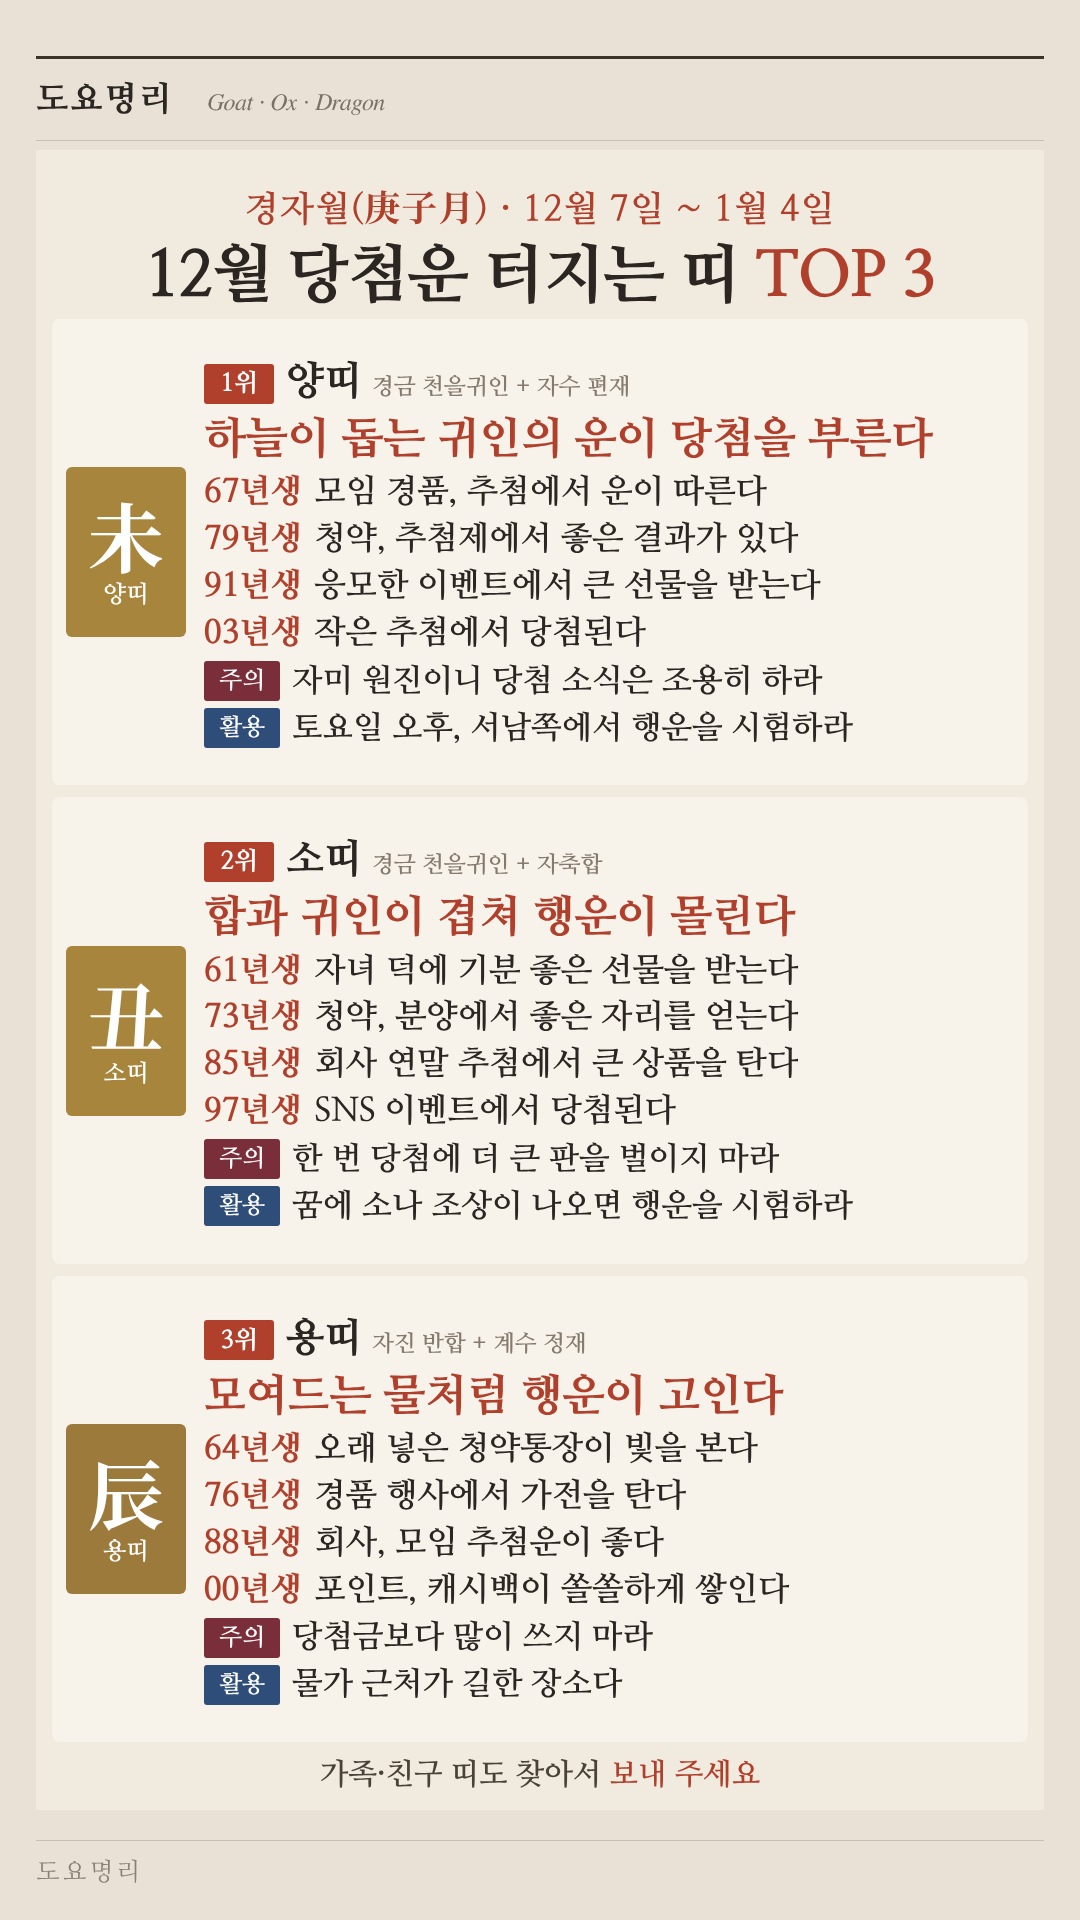 도요명리 Goat · Ox · Dragon
경자월(庚子月) · 12월 7일 ~ 1월 4일
12월 당첨운 터지는 띠 TOP 3
未
양띠
1위 양띠 경금 천을귀인 + 자수 편재
하늘이 돕는 귀인의 운이 당첨을 부른다
67년생 모임 경품, 추첨에서 운이 따른다
79년생 청약, 추첨제에서 좋은 결과가 있다
91년생 응모한 이벤트에서 큰 선물을 받는다
03년생 작은 추첨에서 당첨된다
주의 자미 원진이니 당첨 소식은 조용히 하라
활용 토요일 오후, 서남쪽에서 행운을 시험하라
丑
소띠
2위 소띠 경금 천을귀인 + 자축합
합과 귀인이 겹쳐 행운이 몰린다
61년생 자녀 덕에 기분 좋은 선물을 받는다
73년생 청약, 분양에서 좋은 자리를 얻는다
85년생 회사 연말 추첨에서 큰 상품을 탄다
97년생 SNS 이벤트에서 당첨된다
주의 한 번 당첨에 더 큰 판을 벌이지 마라
활용 꿈에 소나 조상이 나오면 행운을 시험하라
辰
용띠
3위 용띠 자진 반합 + 계수 정재
모여드는 물처럼 행운이 고인다
64년생 오래 넣은 청약통장이 빛을 본다
76년생 경품 행사에서 가전을 탄다
88년생 회사, 모임 추첨운이 좋다
00년생 포인트, 캐시백이 쏠쏠하게 쌓인다
주의 당첨금보다 많이 쓰지 마라
활용 물가 근처가 길한 장소다
가족·친구 띠도 찾아서 보내 주세요
도요명리